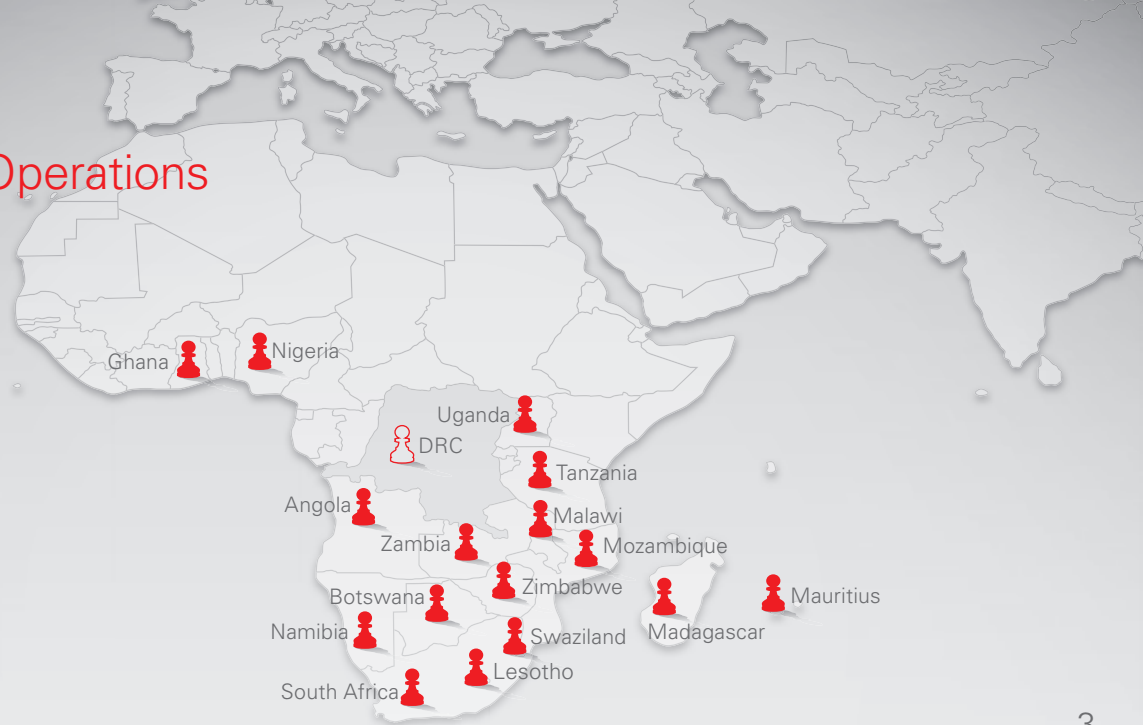 Operations
Ghana
Nigeria
Uganda
DRC
Tanzania
Angola
Malawi
Zambia
Mozambique
Zimbabwe
Botswana
Mauritius
Namibia
Swaziland
Madagascar
Lesotho
South Africa
3